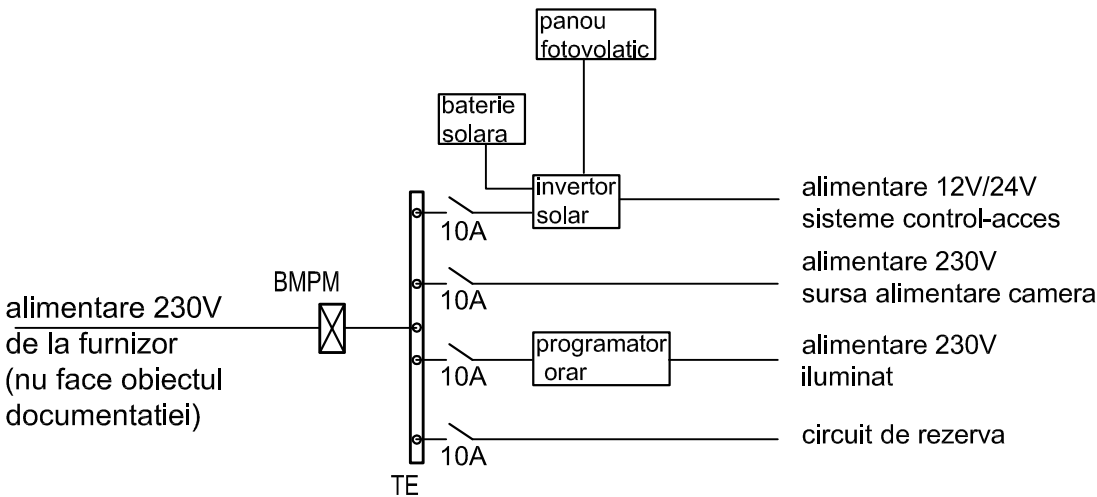 panou
fotovolatic
baterie
solara
invertor
solar
alimentare 12V/24V
sisteme control-acces
10A
alimentare 230V
sursa alimentare camera
10A
BMPM
alimentare 230V
de la furnizor
(nu face obiectul
documentatiei)
programator
orar
alimentare 230V
iluminat
10A
circuit de rezerva
10A
TE